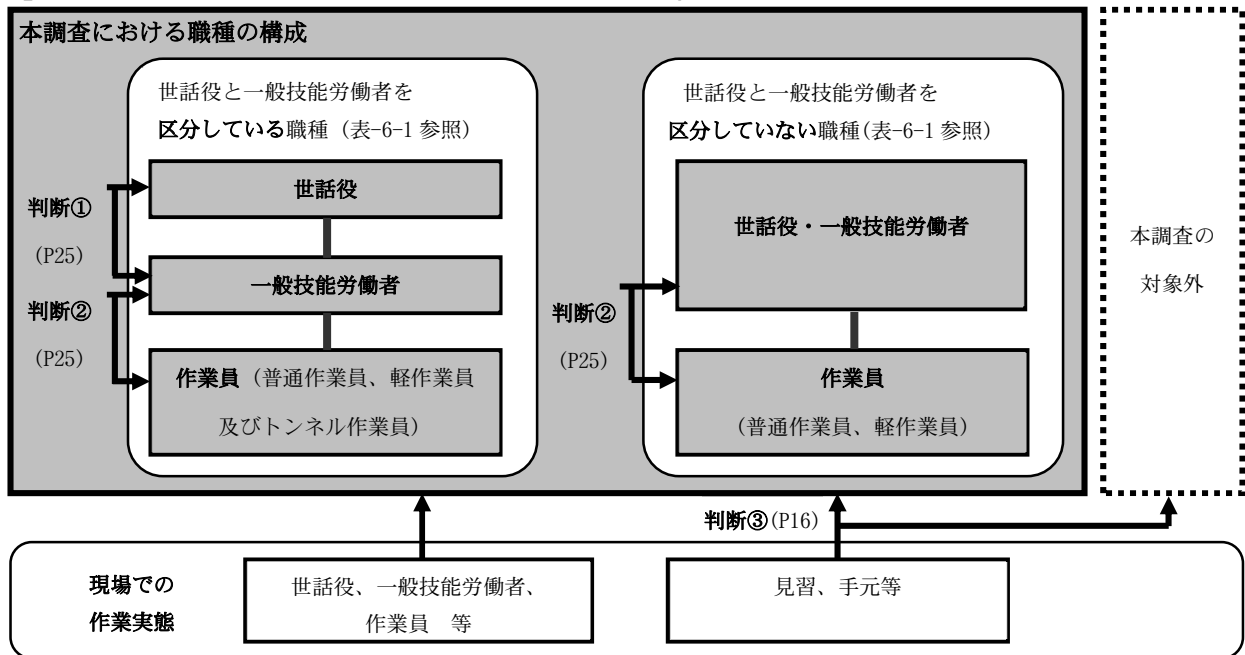 本調査における職種の構成
世話役と一般技能労働者を
区分している職種（表-6-1 参照）
世話役
判断①
(P25)
一般技能労働者
判断②
(P25)
作業員（普通作業員、軽作業員
及びトンネル作業員）
世話役と一般技能労働者を
区分していない職種(表-6-1 参照)
世話役・一般技能労働者
判断②
(P25)
作業員
（普通作業員、軽作業員）
本調査の
対象外
判断③(P16)
現場での
作業実態
世話役、一般技能労働者、
作業員　等
見習、手元等